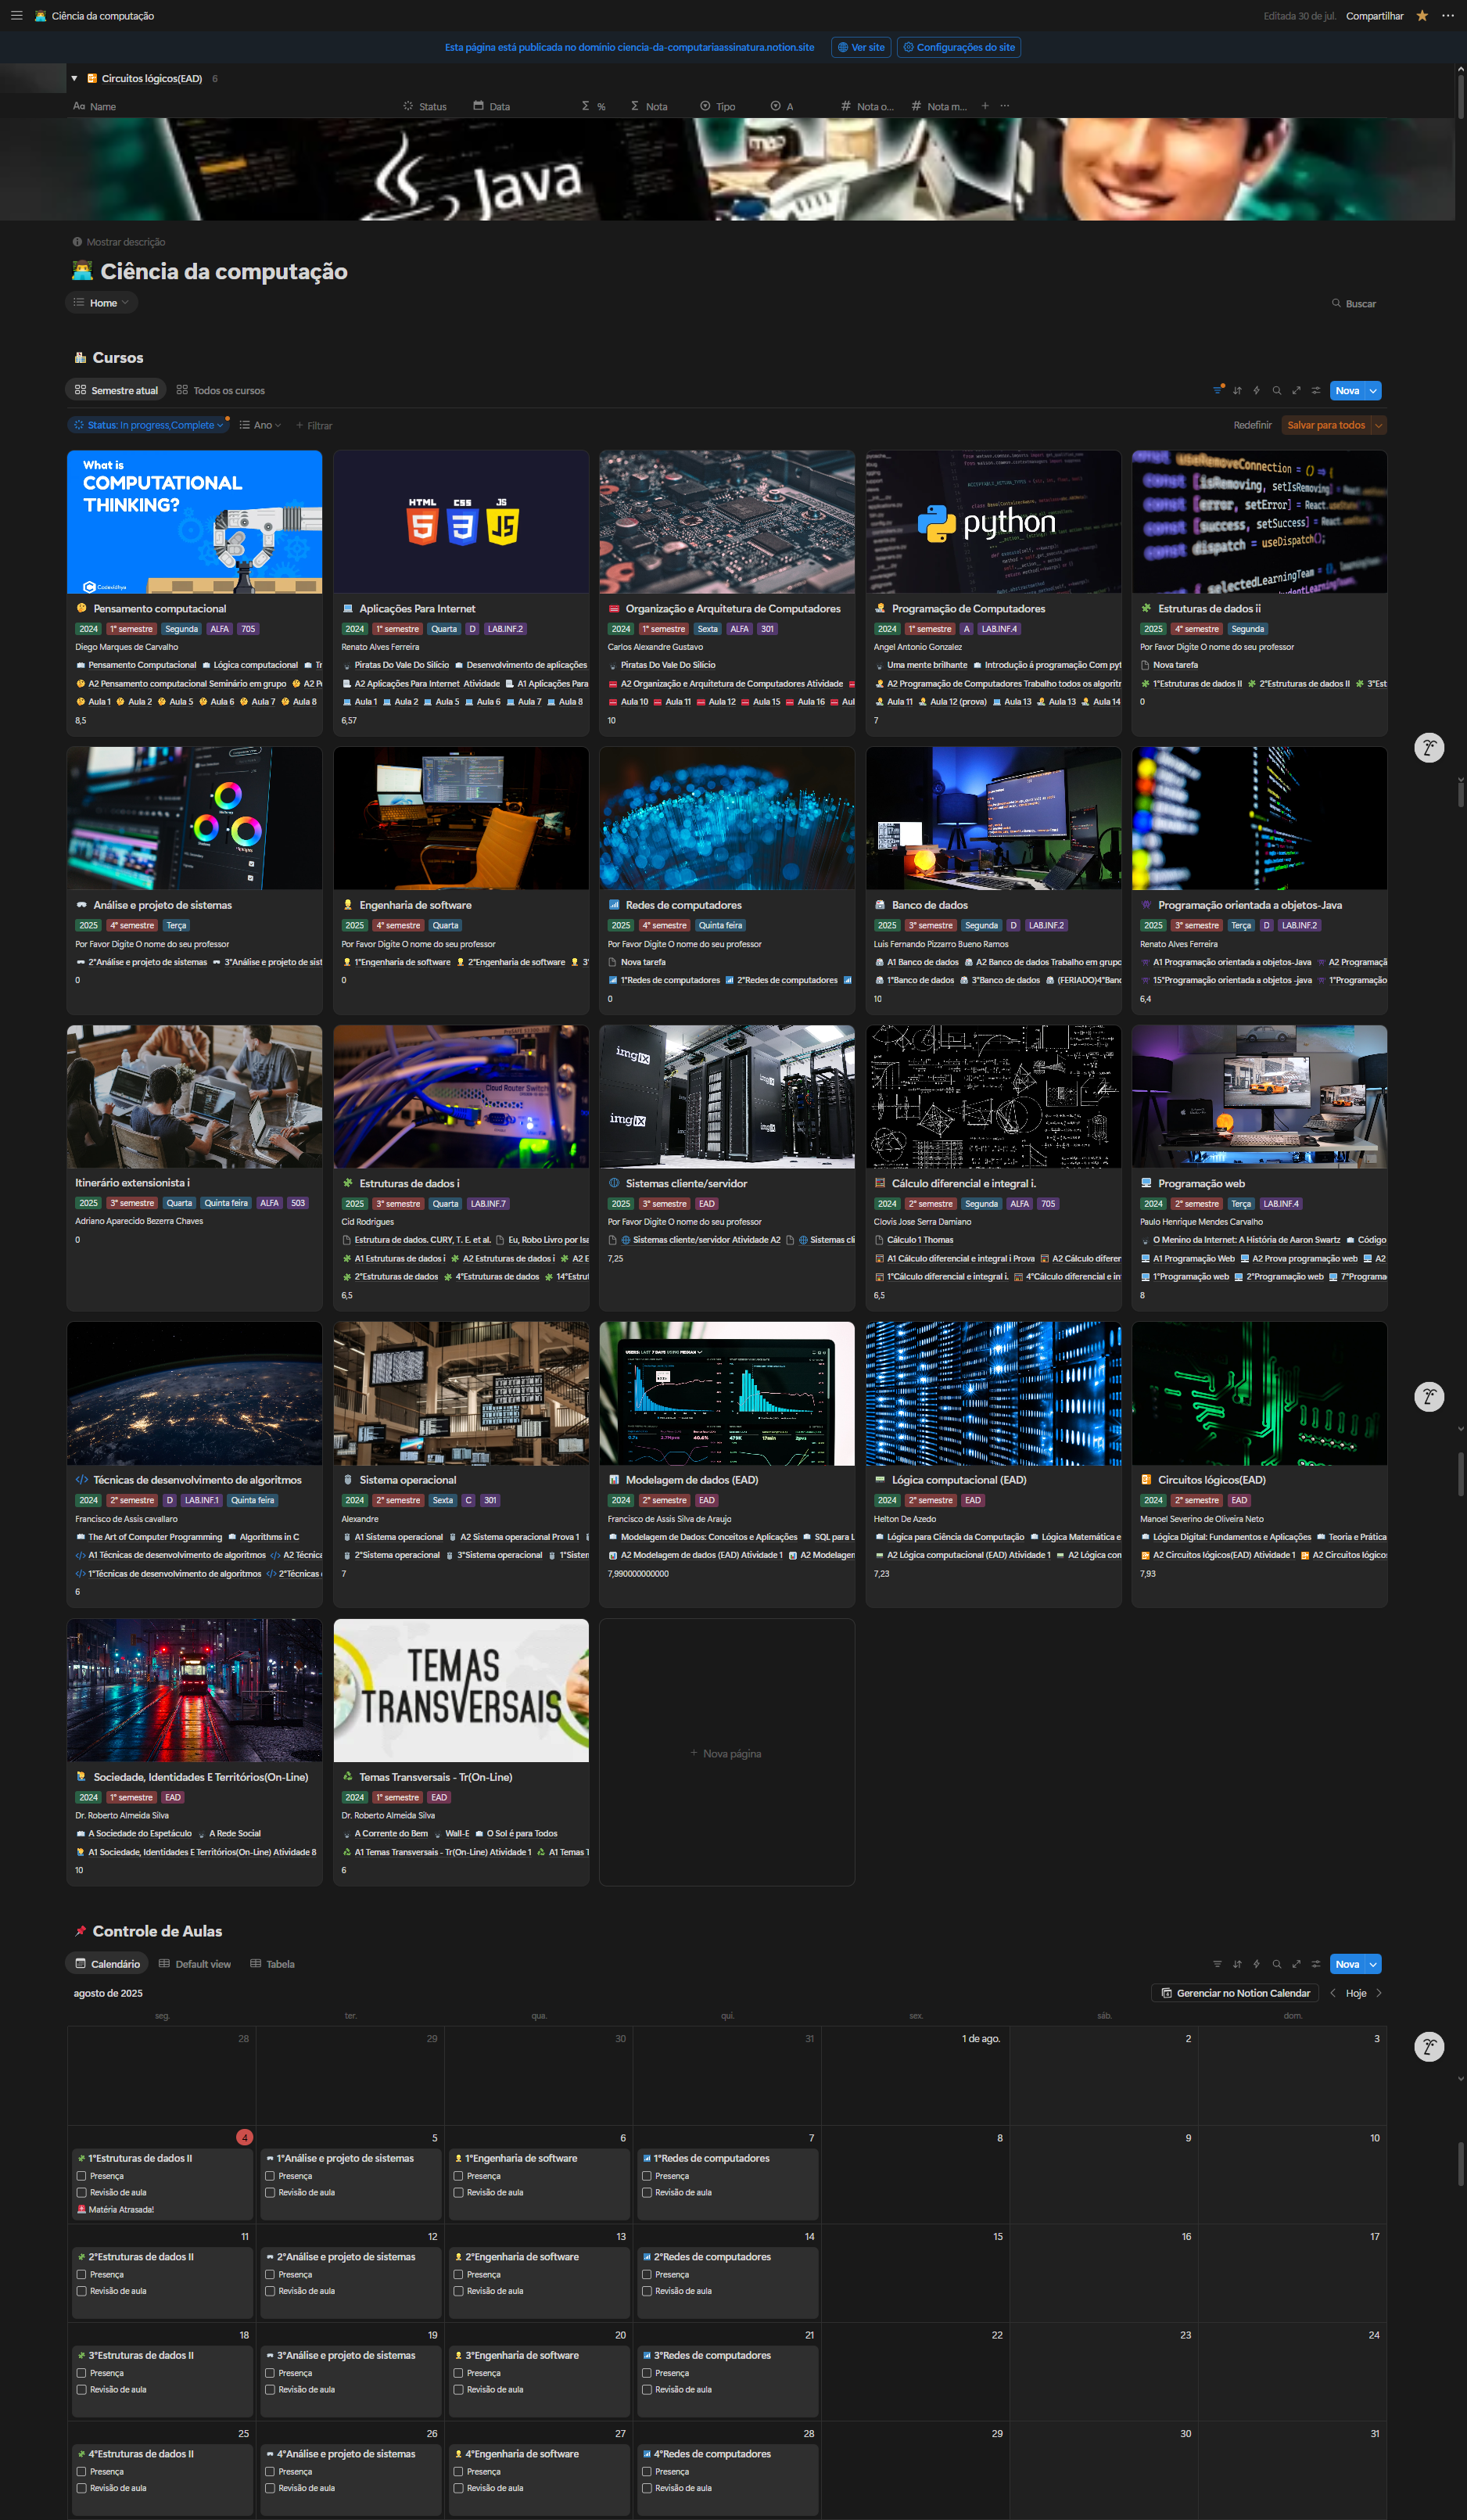 Ciência da computação
Editada 30 de jul. Compartilhar
Esta página está publicada no domínio ciencia-da-computariaassinatura.notion.site Ver site Configurações do site
Circuitos lógicos(EAD) 6
Aa Name Status Data % Nota Tipo A Nota o... Nota m...
Java
Mostrar descrição
Ciência da computação
Home
Buscar
Cursos
Semestre atual Todos os cursos
Nova
Status: In progress,Complete Ano Filtrar
Redefinir Salvar para todos
What is
COMPUTATIONAL
THINKING?
HTML CSS JS
5 3 JS
python
const [isRemoving, setIsRemoving] =
const [error, setError] = React.
const [success, setSuccess] = React.
const dispatch = useDispatch();
selectedLearningTeam =
Pensamento computacional
2024 1° semestre Segunda ALFA 705
Diego Marques de Carvalho
Pensamento Computacional Lógica computacional Tr
A2 Pensamento computacional Seminário em grupo A2 P
Aula 1 Aula 2 Aula 5 Aula 6 Aula 7 Aula 8
8,5
Aplicações Para Internet
2024 1° semestre Quarta D LAB.INF.2
Renato Alves Ferreira
Piratas Do Vale Do Silício Desenvolvimento de aplicações
A2 Aplicações Para Internet Atividade A1 Aplicações Para
Aula 1 Aula 2 Aula 5 Aula 6 Aula 7 Aula 8
6,57
Organização e Arquitetura de Computadores
2024 1° semestre Sexta ALFA 301
Carlos Alexandre Gustavo
Piratas Do Vale Do Silício
A2 Organização e Arquitetura de Computadores Atividade
Aula 10 Aula 11 Aula 12 Aula 15 Aula 16 Aul
10
Programação de Computadores
2024 1° semestre A LAB.INF.4
Angel Antonio Gonzalez
Uma mente brilhante Introdução á programação Com pyt
A2 Programação de Computadores Trabalho todos os algoritr
Aula 11 Aula 12 (prova) Aula 13 Aula 13 Aula 14
7
Estruturas de dados ii
2025 4° semestre Segunda
Por Favor Digite O nome do seu professor
Nova tarefa
1°Estruturas de dados II 2°Estruturas de dados II 3°Est
0
Análise e projeto de sistemas
2025 4° semestre Terça
Por Favor Digite O nome do seu professor
2°Análise e projeto de sistemas 3°Análise e projeto de sist
0
Engenharia de software
2025 4° semestre Quarta
Por Favor Digite O nome do seu professor
1°Engenharia de software 2°Engenharia de software 3°
0
Redes de computadores
2025 4° semestre Quinta feira
Por Favor Digite O nome do seu professor
Nova tarefa
1°Redes de computadores 2°Redes de computadores
0
Banco de dados
2025 3° semestre Segunda D LAB.INF.2
Luis Fernando Pizzarro Bueno Ramos
A1 Banco de dados A2 Banco de dados Trabalho em grupo
1°Banco de dados 3°Banco de dados (FERIADO)4°Banc
10
Programação orientada a objetos-Java
2025 3° semestre Terça D LAB.INF.2
Renato Alves Ferreira
A1 Programação orientada a objetos-Java A2 Programaçã
15°Programação orientada a objetos -java 1°Programação
6,4
Cloud Router Switch
imgix
imgix
imgix
imgix
Itinerário extensionista i
2025 3° semestre Quarta Quinta feira ALFA 503
Adriano Aparecido Bezerra Chaves
0
Estruturas de dados i
2025 3° semestre Quarta LAB.INF.7
Cid Rodrigues
Estrutura de dados. CURY, T. E. et al. Eu, Robo Livro por Isa
A1 Estruturas de dados i A2 Estruturas de dados i A2 E
2°Estruturas de dados 4°Estruturas de dados 14°Estrut
6,5
Sistemas cliente/servidor
2025 3° semestre EAD
Por Favor Digite O nome do seu professor
Sistemas cliente/servidor Atividade A2 Sistemas cli
7,25
Cálculo diferencial e integral i.
2024 2° semestre Segunda ALFA 705
Clovis Jose Serra Damiano
Cálculo 1 Thomas
A1 Cálculo diferencial e integral i Prova A2 Cálculo diferen
1°Cálculo diferencial e integral i. 4°Cálculo diferencial e in
6,5
Programação web
2024 2° semestre Terça LAB.INF.4
Paulo Henrique Mendes Carvalho
O Menino da Internet: A História de Aaron Swartz Código
A1 Programação Web A2 Prova programação web A2
1°Programação web 2°Programação web 7°Programa
8
Técnicas de desenvolvimento de algoritmos
2024 2° semestre D LAB.INF.1 Quinta feira
Francisco de Assis cavallaro
The Art of Computer Programming Algorithms in C
A1 Técnicas de desenvolvimento de algoritmos A2 Técnica
1°Técnicas de desenvolvimento de algoritmos 2°Técnicas
6
Sistema operacional
2024 2° semestre Sexta C 301
Alexandre
A1 Sistema operacional A2 Sistema operacional Prova 1
2°Sistema operacional 3°Sistema operacional 1°Sister
7
Modelagem de dados (EAD)
2024 2° semestre EAD
Francisco de Assis Silva de Araujo
Modelagem de Dados: Conceitos e Aplicações SQL para L
A2 Modelagem de dados (EAD) Atividade 1 A2 Modelagen
7,990000000000
Lógica computacional (EAD)
2024 2° semestre EAD
Helton De Azedo
Lógica para Ciência da Computação Lógica Matemática e
A2 Lógica computacional (EAD) Atividade 1 A2 Lógica con
7,23
Circuitos lógicos(EAD)
2024 2° semestre EAD
Manoel Severino de Oliveira Neto
Lógica Digital: Fundamentos e Aplicações Teoria e Prática
A2 Circuitos lógicos(EAD) Atividade 1 A2 Circuitos lógicos
7,93
TEMAS
TRANSVERSAIS
Nova página
Sociedade, Identidades E Territórios(On-Line)
2024 1° semestre EAD
Dr. Roberto Almeida Silva
A Sociedade do Espetáculo A Rede Social
A1 Sociedade, Identidades E Territórios(On-Line) Atividade 8
10
Temas Transversais - Tr(On-Line)
2024 1° semestre EAD
Dr. Roberto Almeida Silva
A Corrente do Bem Wall-E O Sol é para Todos
A1 Temas Transversais - Tr(On-Line) Atividade 1 A1 Temas T
6
Controle de Aulas
Calendário Default view Tabela
Nova
agosto de 2025
Gerenciar no Notion Calendar Hoje
seg. ter. qua. qui. sex. sáb. dom.
28 29 30 31 1 de ago. 2 3
4 5 6 7 8 9 10
1°Estruturas de dados II 1°Análise e projeto de sistemas 1°Engenharia de software 1°Redes de computadores
Presença Presença Presença Presença
Revisão de aula Revisão de aula Revisão de aula Revisão de aula
Matéria Atrasada!
11 12 13 14 15 16 17
2°Estruturas de dados II 2°Análise e projeto de sistemas 2°Engenharia de software 2°Redes de computadores
Presença Presença Presença Presença
Revisão de aula Revisão de aula Revisão de aula Revisão de aula
18 19 20 21 22 23 24
3°Estruturas de dados II 3°Análise e projeto de sistemas 3°Engenharia de software 3°Redes de computadores
Presença Presença Presença Presença
Revisão de aula Revisão de aula Revisão de aula Revisão de aula
25 26 27 28 29 30 31
4°Estruturas de dados II 4°Análise e projeto de sistemas 4°Engenharia de software 4°Redes de computadores
Presença Presença Presença Presença
Revisão de aula Revisão de aula Revisão de aula Revisão de aula